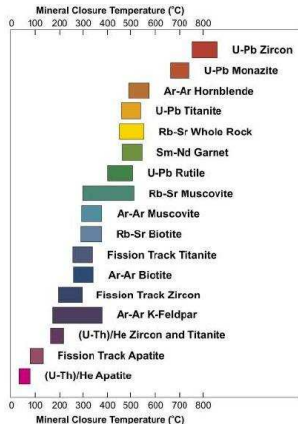 Mineral Closure Temperature (°C)
0 100 200 300 400 500 600 700 800
U-Pb Zircon
U-Pb Monazite
Ar-Ar Hornblende
U-Pb Titanite
Rb-Sr Whole Rock
Sm-Nd Garnet
U-Pb Rutile
Rb-Sr Muscovite
Ar-Ar Muscovite
Rb-Sr Biotite
Fission Track Titanite
Ar-Ar Biotite
Fission Track Zircon
Ar-Ar K-Feldpar
(U-Th)/He Zircon and Titanite
Fission Track Apatite
(U-Th)/He Apatite
0 100 200 300 400 500 600 700 800
Mineral Closure Temperature (°C)